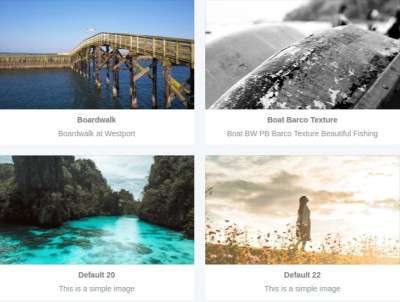 Boardwalk
Boardwalk at Westport
Boat Barco Texture
Boat BW PB Barco Texture Beautiful Fishing
Default 20
This is a simple image
Default 22
This is a simple image